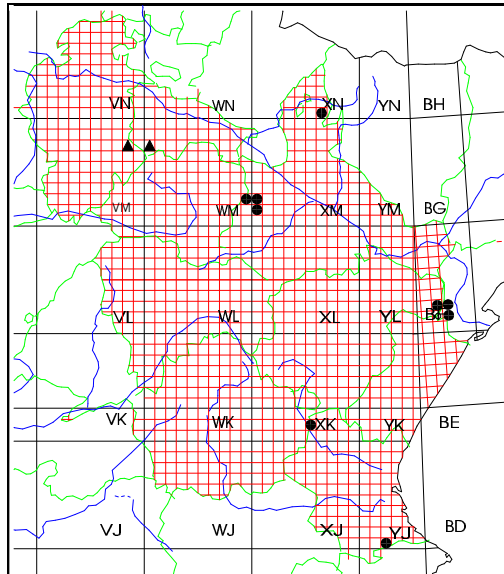 VN WN XN YN BH
VM WM XM YM BG
VL WL XL YL BF
VK WK XK YK BE
VJ WJ XJ YJ BD